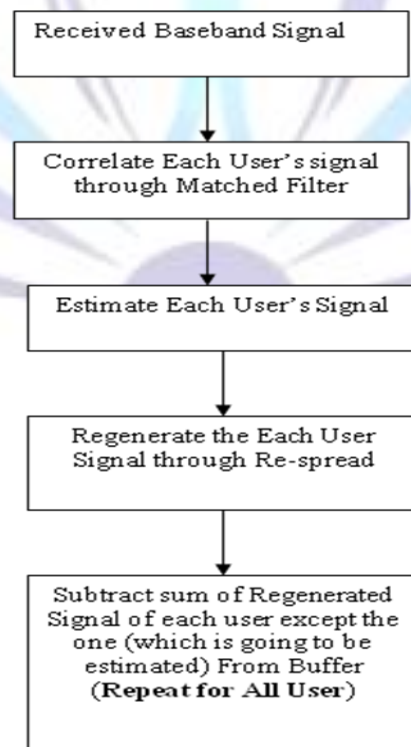 Received Baseband Signal
Correlate Each User's signal
through Matched Filter
Estimate Each User's Signal
Regenerate the Each User
Signal through Re-spread
Subtract sum of Regenerated
Signal of each user except the
one (which is going to be
estimated) From Buffer
(Repeat for All User)